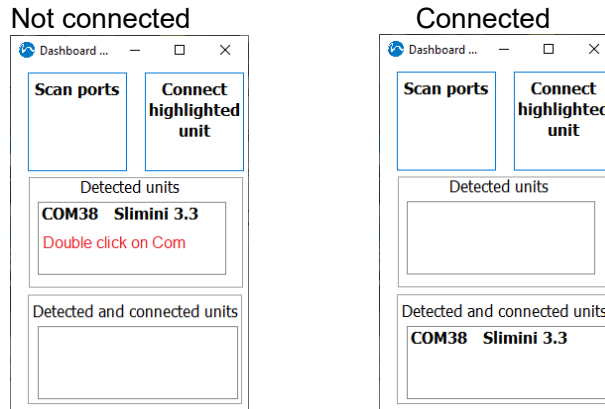 Not connected
Dashboard ...
Scan ports
Connect
highlighted
unit
Detected units
COM38 Slimini 3.3
Double click on Com
Detected and connected units
Connected
Dashboard ...
Scan ports
Connect
highlighted
unit
Detected units
Detected and connected units
COM38 Slimini 3.3